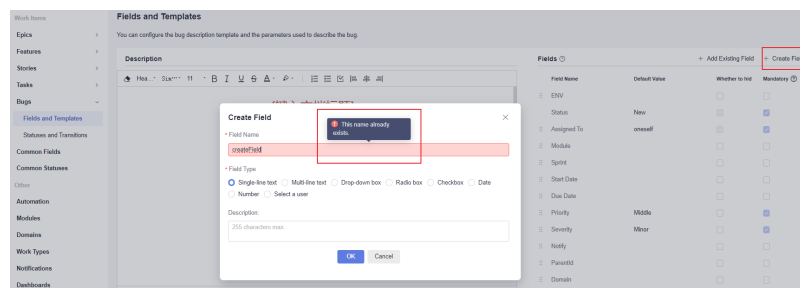 Work Items
Epics
Features
Stories
Tasks
Bugs
Fields and Templates
Statuses and Transitions
Common Fields
Common Statuses
Other
Automation
Modules
Domains
Work Types
Notifications
Dashboards
Fields and Templates
You can configure the bug description template and the parameters used to describe the bug.
Description
Hea... Sim... 11 B I U S A
Create Field
This name already
exists.
* Field Name
createField
* Field Type
Single-line text Multi-line text Drop-down box Radio box Checkbox Date
Number Select a user
Description:
255 characters max.
OK Cancel
Fields + Add Existing Field + Create Fiel
Field Name Default Value Whether to hid Mandatory
ENV
Status New
Assigned To oneself
Module
Sprint
Start Date
Due Date
Priority Middle
Severity Minor
Notify
ParentId
Domain